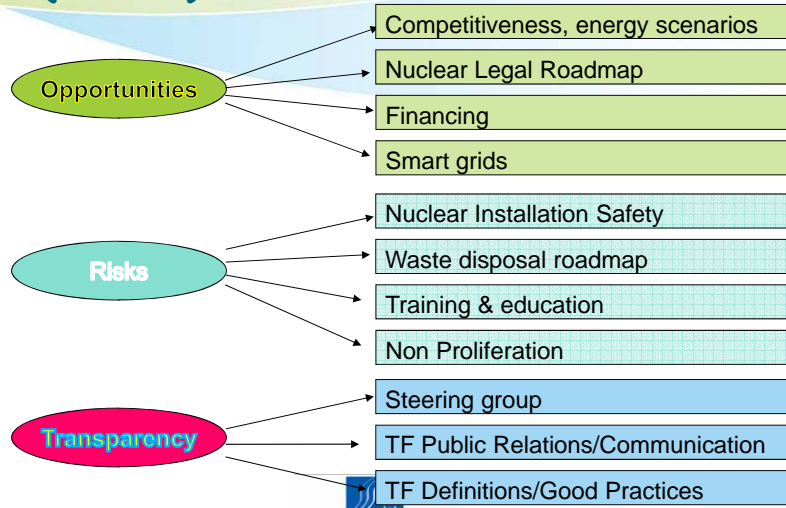 Opportunities
Competitiveness, energy scenarios
Nuclear Legal Roadmap
Financing
Smart grids
Risks
Nuclear Installation Safety
Waste disposal roadmap
Training & education
Non Proliferation
Transparency
Steering group
TF Public Relations/Communication
TF Definitions/Good Practices